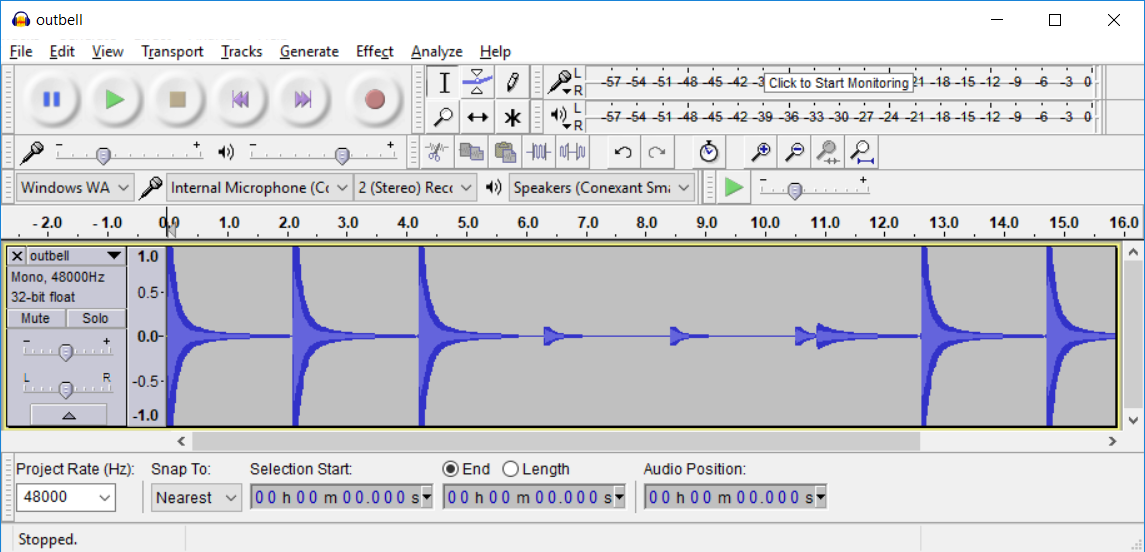 outbell
File Edit View Transport Tracks Generate Effect Analyze Help
L
R
-57 -54 -51 -48 -45 -42 -3 Click to Start Monitoring -21 -18 -15 -12 -9 -6 -3 0
L
R
-57 -54 -51 -48 -45 -42 -39 -36 -33 -30 -27 -24 -21 -18 -15 -12 -9 -6 -3 0
- + - +
Windows WA Internal Microphone (Co 2 (Stereo) Reco Speakers (Conexant Sma - +
- 2.0 - 1.0 0.0 1.0 2.0 3.0 4.0 5.0 6.0 7.0 8.0 9.0 10.0 11.0 12.0 13.0 14.0 15.0 16.0
outbell
Mono, 48000Hz
32-bit float
Mute Solo
- +
L R
1.0
0.5-
0.0-
-0.5-
-1.0
Project Rate (Hz): Snap To: Selection Start: End Length Audio Position:
48000 Nearest 00 h 00 m 00.000 s 00 h 00 m 00.000 s 00 h 00 m 00.000 s
Stopped.